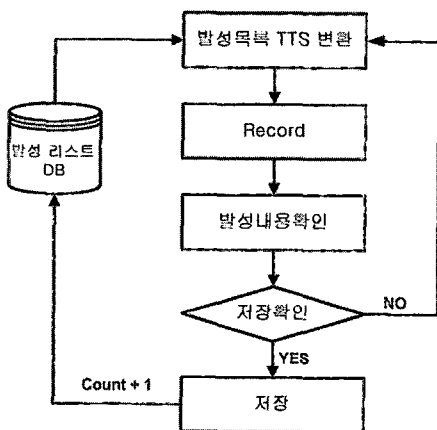 발성목록 TTS 변환
Record
발성 리스트
DB
발성내용확인
저장확인
NO
YES
Count + 1
저장